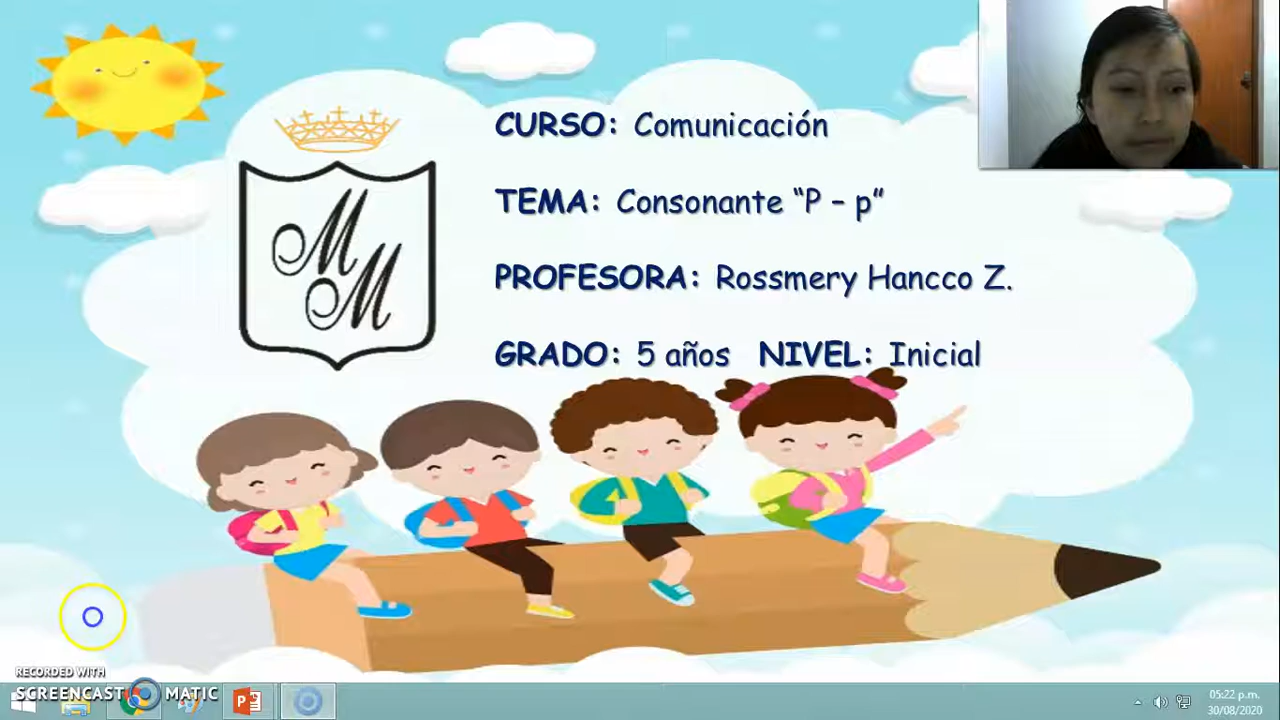 CURSO: Comunicación
TEMA: Consonante “P – p”
PROFESORA: Rossmery Hancco Z.
GRADO: 5 años NIVEL: Inicial
MM
RECORDED WITH
SCREENCAST MATIC
05:22 p.m.
30/08/2020